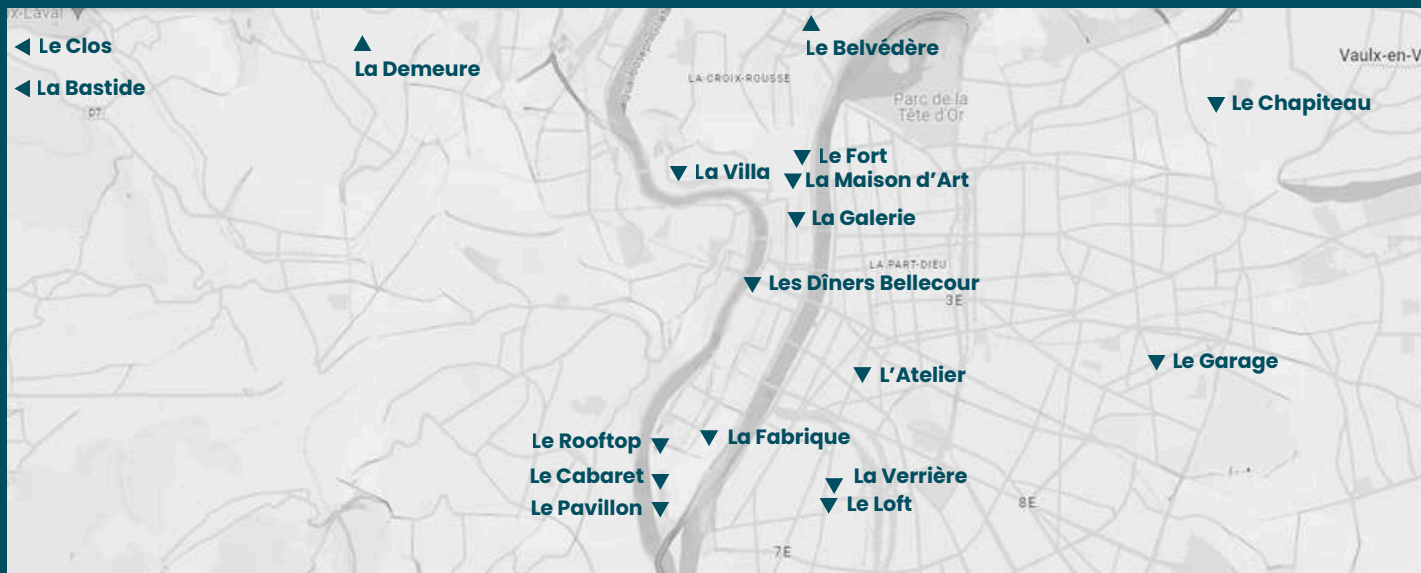 Le Clos
La Bastide
D7
La Demeure
Le Belvédère
LA CROIX-ROUSSE
Parc de la
Tête d'Or
Vaulx-en-V
Le Chapiteau
Le Fort
La Villa
La Maison d’Art
La Galerie
LA PART-DIEU
Les Dîners Bellecour
3E
Le Garage
L’Atelier
Le Rooftop
La Fabrique
Le Cabaret
La Verrière
Le Pavillon
Le Loft
8E
7E